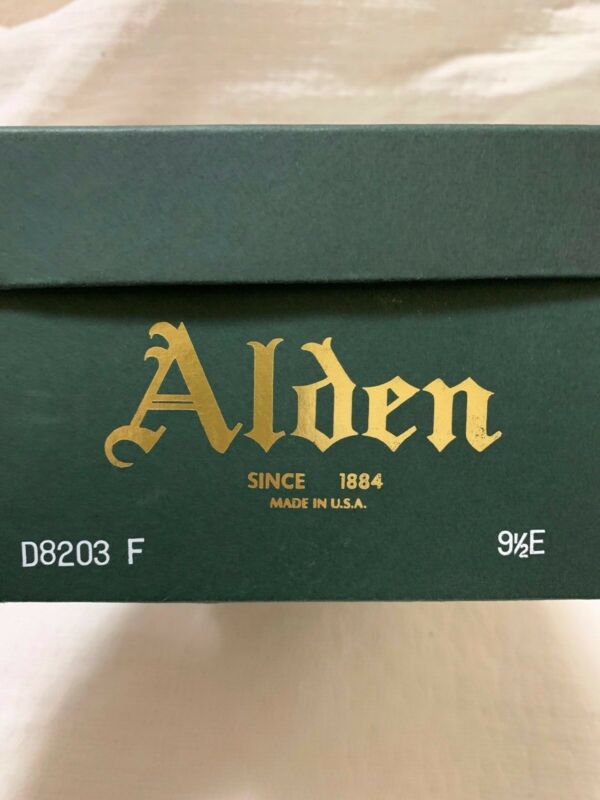 Alden
SINCE 1884
MADE IN U.S.A.
D8203 F 9½E